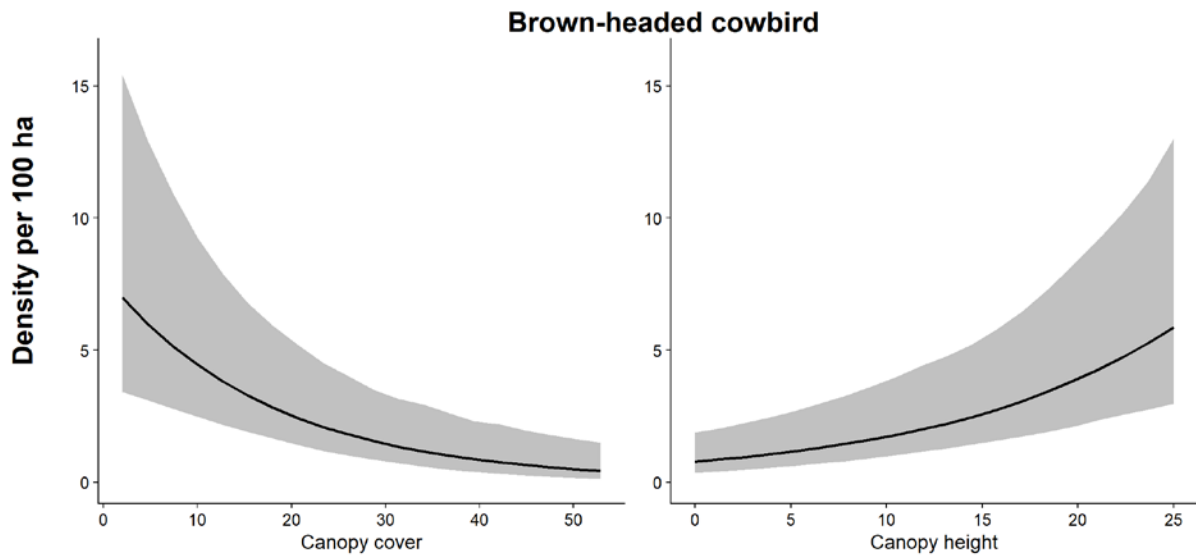 Brown-headed cowbird
Density per 100 ha
15
10
5
0
0 10 20 30 40 50
Canopy cover
15
10
5
0
0 5 10 15 20 25
Canopy height